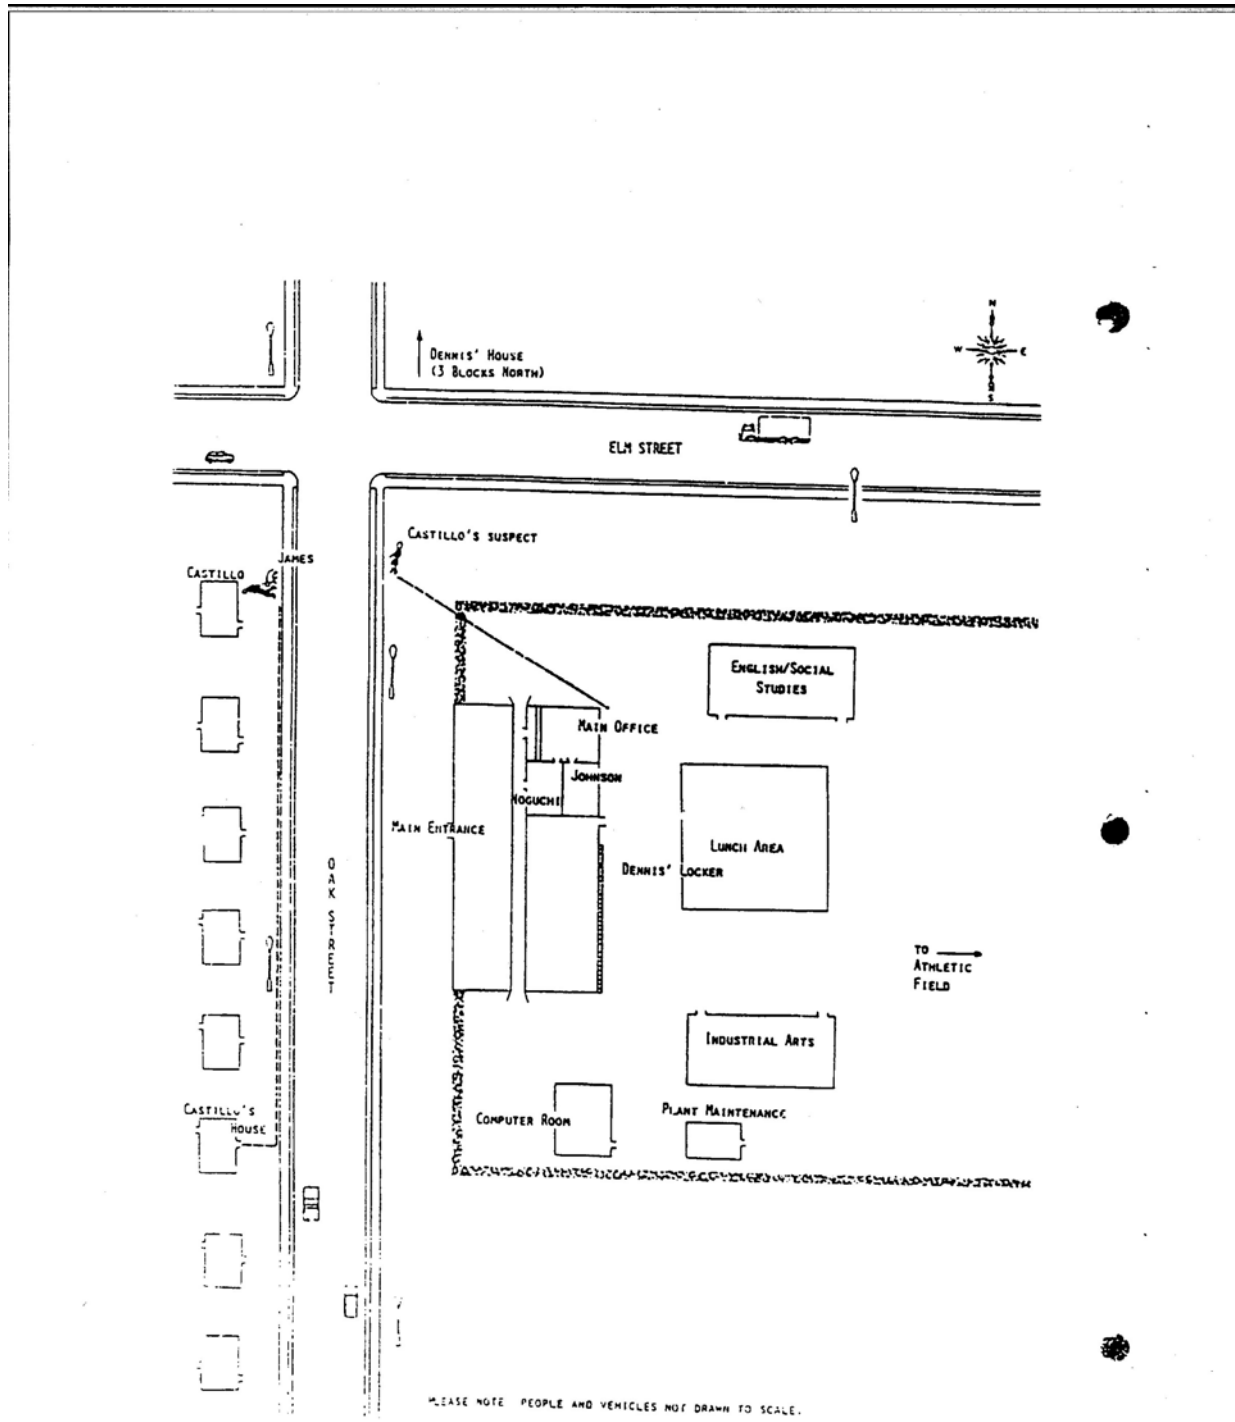 N
W E
S
DENNIS' HOUSE
(3 BLOCKS NORTH)
ELM STREET
CASTILLO'S SUSPECT
JAMES
CASTILLO
ENGLISH/SOCIAL
STUDIES
MAIN OFFICE
JOHNSON
NOGUCHI
MAIN ENTRANCE
LUNCH AREA
DENNIS' LOCKER
OAK STREET
TO
ATHLETIC
FIELD
INDUSTRIAL ARTS
CASTILLO'S
HOUSE
COMPUTER ROOM
PLANT MAINTENANCE
PLEASE NOTE PEOPLE AND VEHICLES NOT DRAWN TO SCALE.